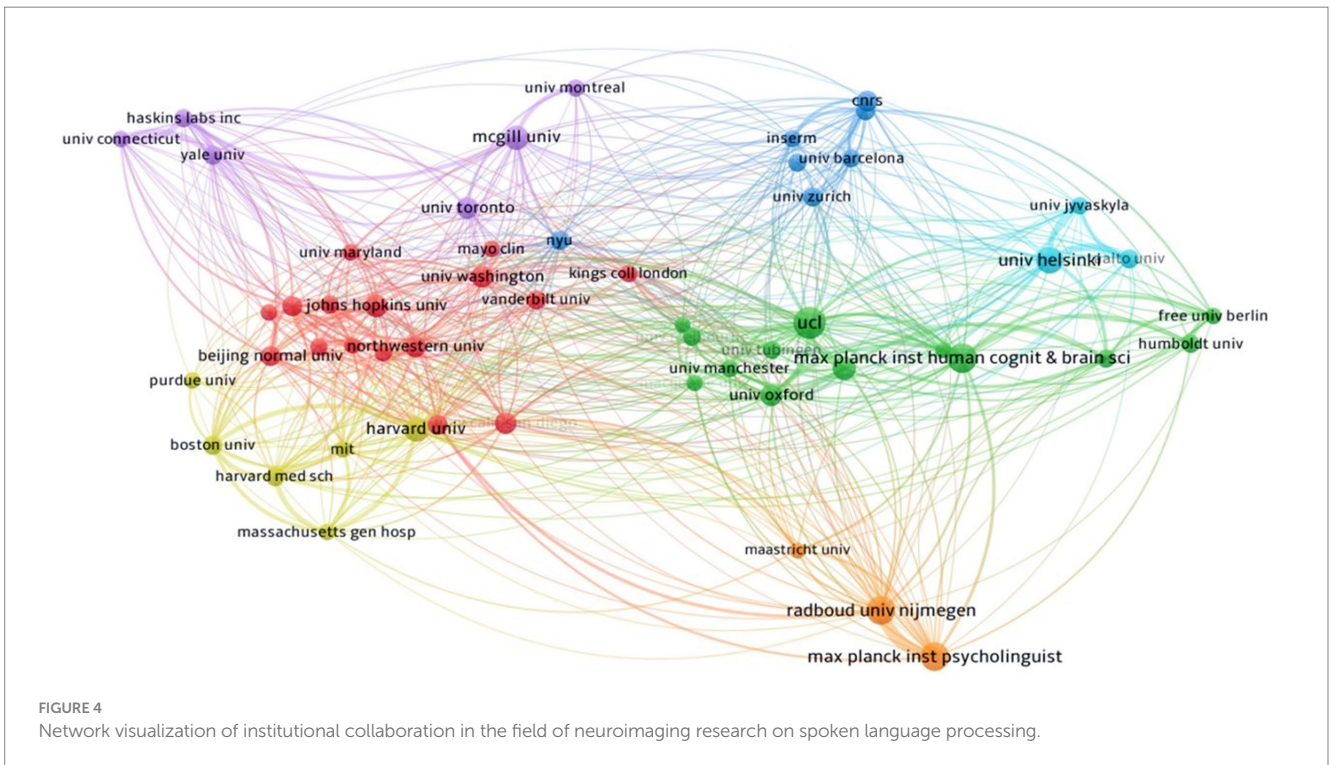 univ montreal
cnrs
haskins labs inc
univ connecticut
mcgill univ
inserm
yale univ
univ barcelona
univ zurich
univ toronto
univ jyvaskyla
nyu
univ maryland
mayo clin
univ helsinki
aalto univ
univ washington
kings coll london
vanderbilt univ
johns hopkins univ
ucl
free univ berlin
northwestern univ
univ tubingen
humboldt univ
beijing normal univ
max planck inst human cognit & brain sci
univ manchester
purdue univ
univ oxford
harvard univ
san diego
boston univ
mit
harvard med sch
massachusetts gen hosp
maastricht univ
radboud univ nijmegen
max planck inst psycholinguist
FIGURE 4
Network visualization of institutional collaboration in the field of neuroimaging research on spoken language processing.